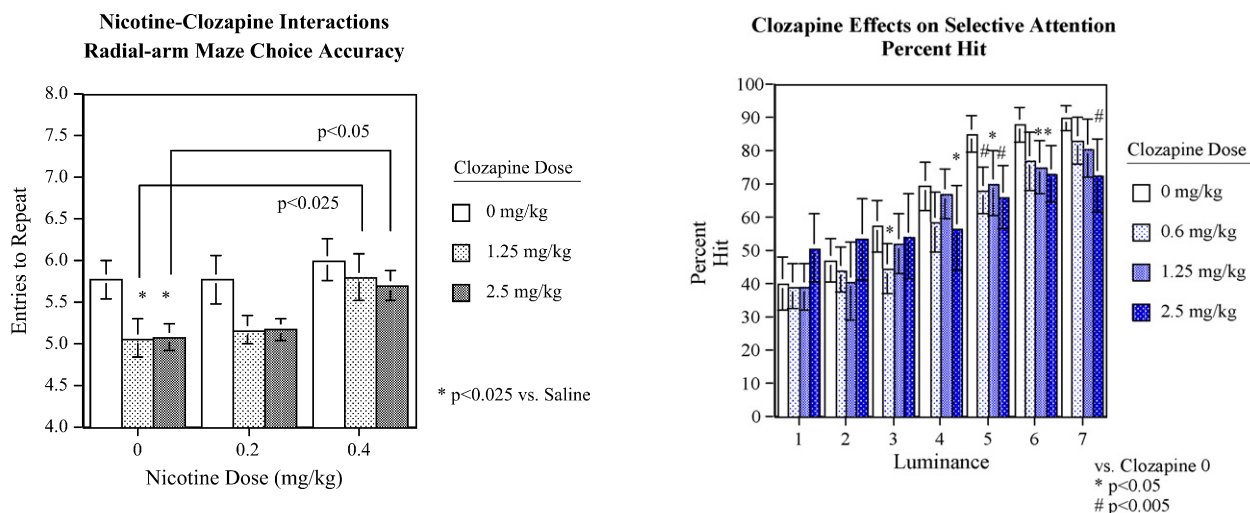 Nicotine-Clozapine Interactions
Radial-arm Maze Choice Accuracy
8.0
7.5
7.0
6.5
6.0
5.5
5.0
4.5
4.0
Entries to Repeat
p<0.05
p<0.025
* *
0
0.2
0.4
Nicotine Dose (mg/kg)
Clozapine Dose
0 mg/kg
1.25 mg/kg
2.5 mg/kg
* p<0.025 vs. Saline
Clozapine Effects on Selective Attention
Percent Hit
100
90
80
70
60
50
40
30
20
10
0
Percent
Hit
*
*
#
*
#
**
#
1
2
3
4
5
6
7
Luminance
Clozapine Dose
0 mg/kg
0.6 mg/kg
1.25 mg/kg
2.5 mg/kg
vs. Clozapine 0
* p<0.05
# p<0.005